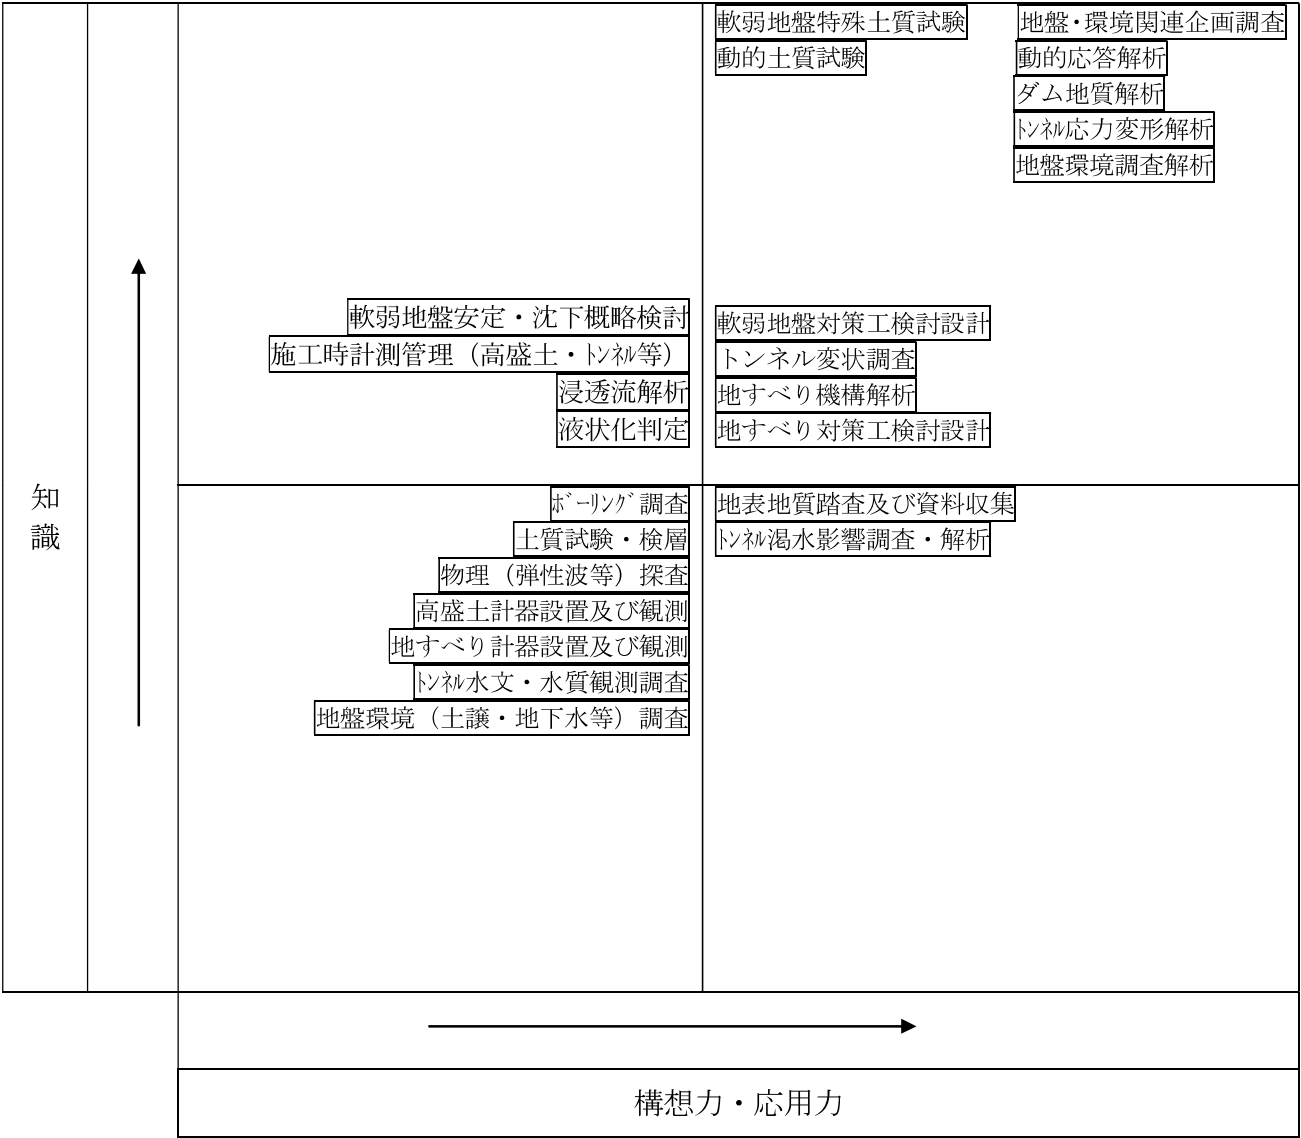 軟弱地盤特殊土質試験
動的土質試験
地盤・環境関連企画調査
動的応答解析
ダム地質解析
ﾄﾝﾈﾙ応力変形解析
地盤環境調査解析
軟弱地盤安定・沈下概略検討
施工時計測管理（高盛土・ﾄﾝﾈﾙ等）
浸透流解析
液状化判定
軟弱地盤対策工検討設計
トンネル変状調査
地すべり機構解析
地すべり対策工検討設計
知
識
ﾎﾞｰﾘﾝｸﾞ調査
土質試験・検層
物理（弾性波等）探査
高盛土計器設置及び観測
地すべり計器設置及び観測
ﾄﾝﾈﾙ水文・水質観測調査
地盤環境（土譲・地下水等）調査
地表地質踏査及び資料収集
ﾄﾝﾈﾙ渇水影響調査・解析
構想力・応用力